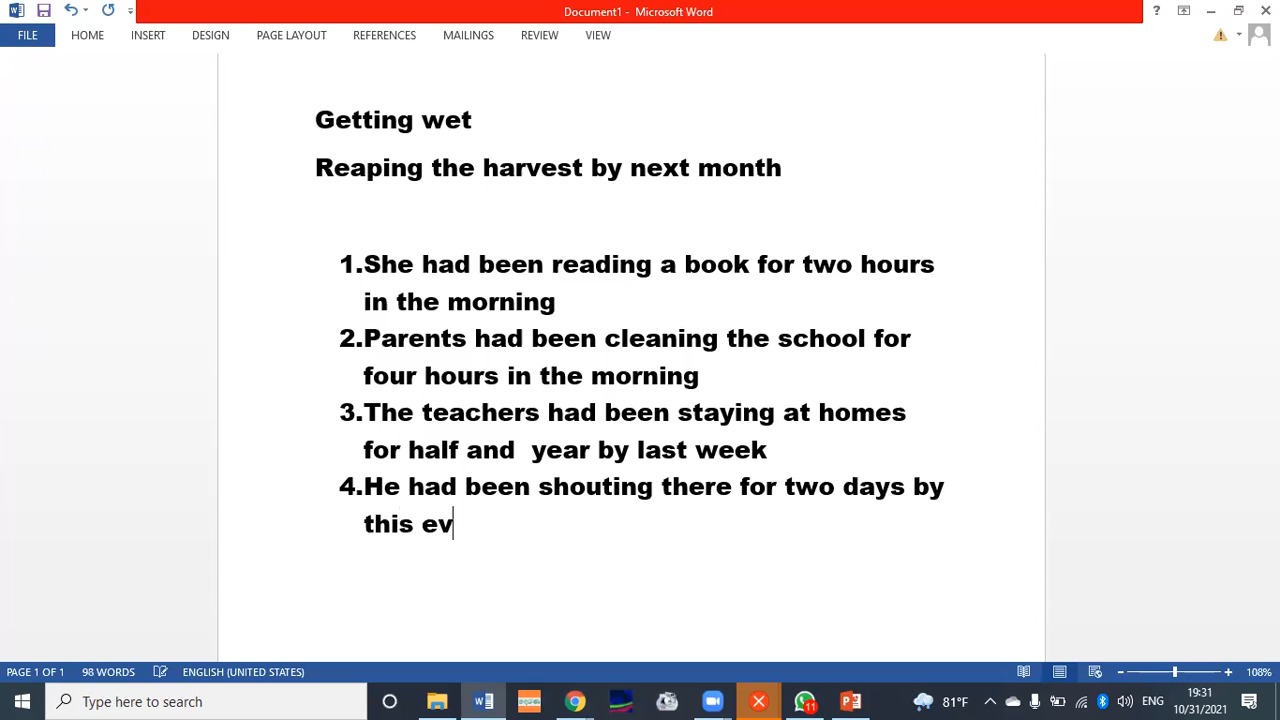 Document1 - Microsoft Word
?
FILE HOME INSERT DESIGN PAGE LAYOUT REFERENCES MAILINGS REVIEW VIEW
Getting wet
Reaping the harvest by next month
1.She had been reading a book for two hours
in the morning
2.Parents had been cleaning the school for
four hours in the morning
3.The teachers had been staying at homes
for half and  year by last week
4.He had been shouting there for two days by
this ev
PAGE 1 OF 1 98 WORDS ENGLISH (UNITED STATES) 108%
Type here to search 11 81°F ENG 19:31
10/31/2021